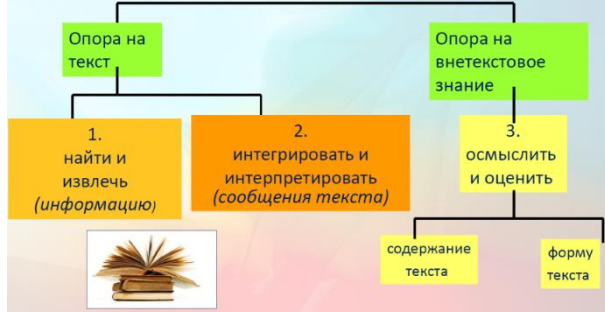 Опора на
текст
Опора на
внетекстовое
знание
1.
найти и
извлечь
(информацию)
2.
интегрировать и
интерпретировать
(сообщения текста)
3.
осмыслить
и оценить
содержание
текста
форму
текста